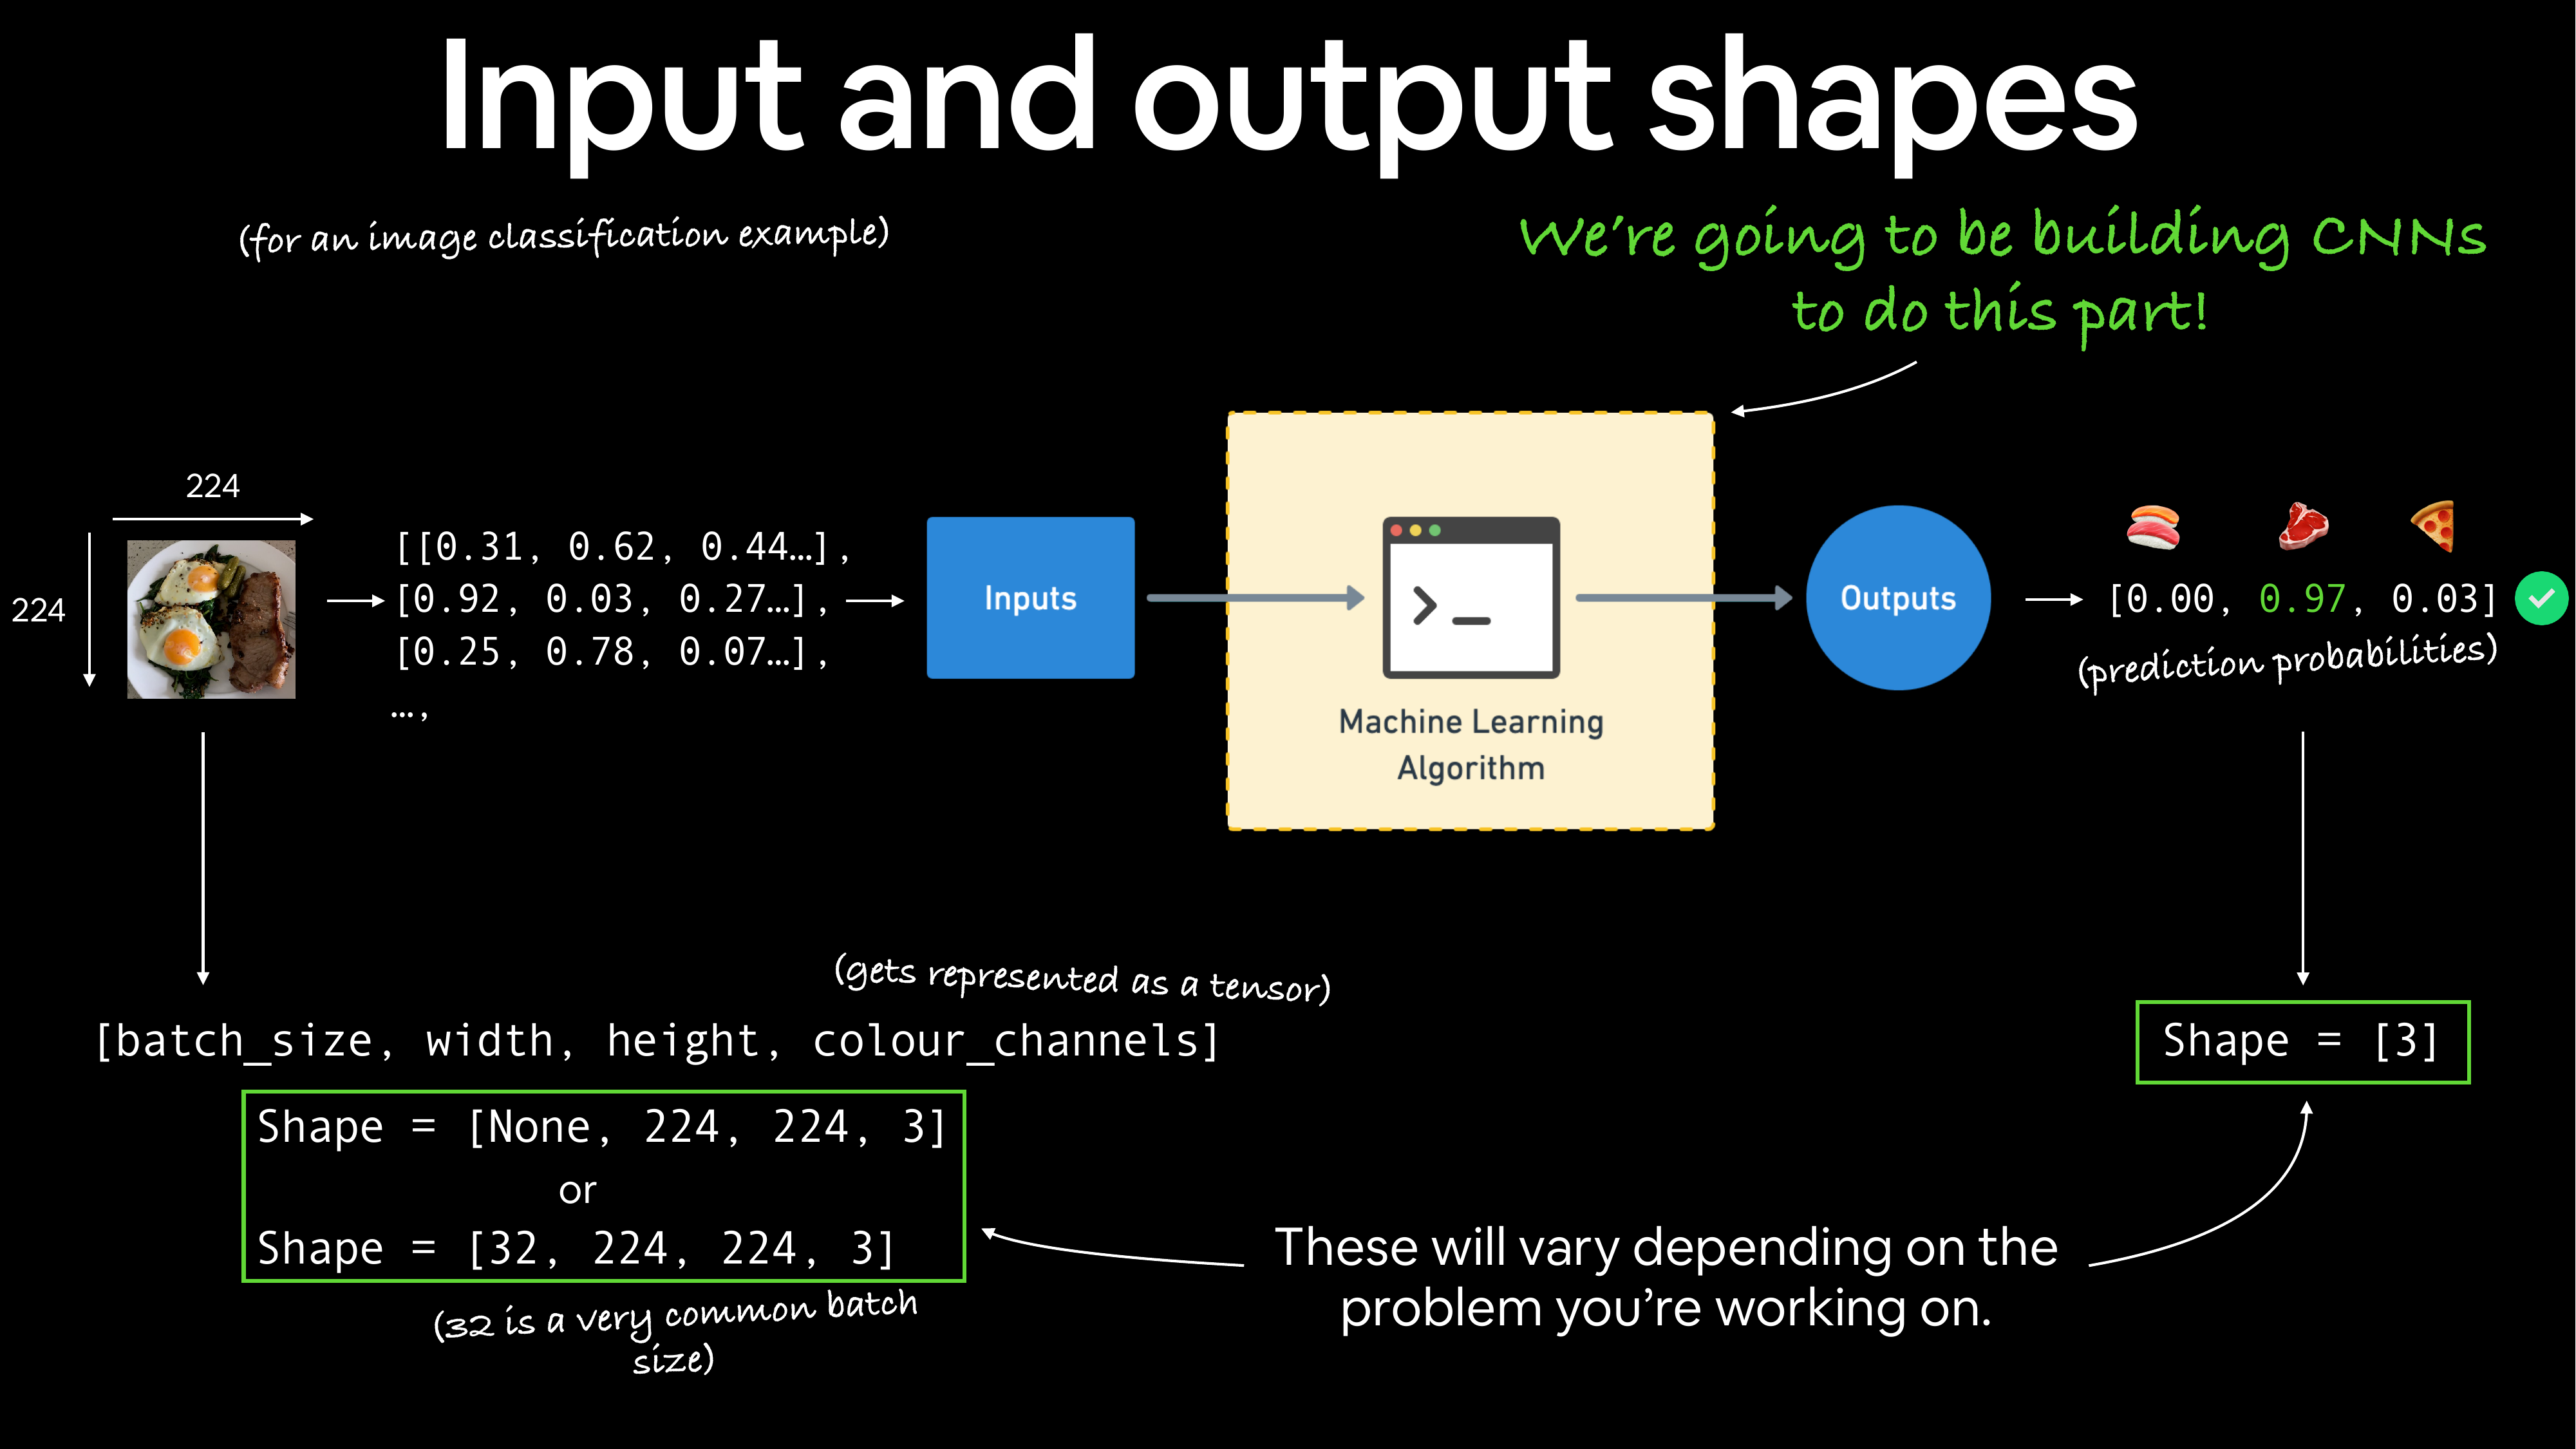 Input and output shapes
(for an image classification example)
We're going to be building CNNs
to do this part!
224
224
[[0.31, 0.62, 0.44…],
[0.92, 0.03, 0.27…],
[0.25, 0.78, 0.07…],
…,
Inputs
Machine Learning
Algorithm
Outputs
[0.00, 0.97, 0.03]
(prediction probabilities)
(gets represented as a tensor)
[batch_size, width, height, colour_channels]
Shape = [None, 224, 224, 3]
or
Shape = [32, 224, 224, 3]
(32 is a very common batch
size)
Shape = [3]
These will vary depending on the
problem you’re working on.